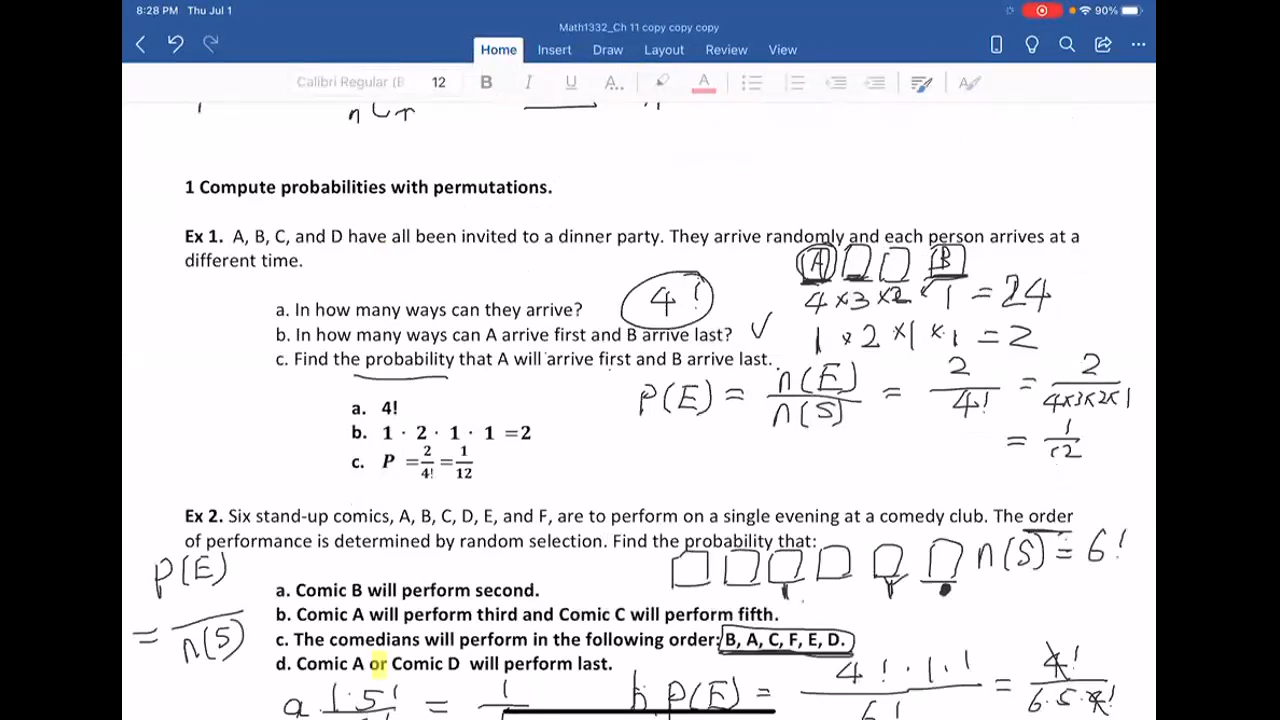 8:28 PM Thu Jul 1
90%
Math1332_Ch 11 copy copy copy
Home Insert Draw Layout Review View
Calibri Regular (B 12 B I U A... A
1 Compute probabilities with permutations.
Ex 1. A, B, C, and D have all been invited to a dinner party. They arrive randomly and each person arrives at a
different time.
A B
a. In how many ways can they arrive? 4! 4 × 3 × 2 × 1 = 24
b. In how many ways can A arrive first and B arrive last? ✓ 1 × 2 × 1 × 1 = 2
c. Find the probability that A will arrive first and B arrive last.
P(E) = n(E)/n(S) = 2/4! = 2/4×3×2×1
= 1/12
a. 4!
b. 1 · 2 · 1 · 1 =2
c. P =2/4! =1/12
Ex 2. Six stand-up comics, A, B, C, D, E, and F, are to perform on a single evening at a comedy club. The order
of performance is determined by random selection. Find the probability that: n(S) = 6!
P(E)
= /n(S)
a. Comic B will perform second.
b. Comic A will perform third and Comic C will perform fifth.
c. The comedians will perform in the following order: B, A, C, F, E, D.
d. Comic A or Comic D will perform last.
a. 1·5! = 1
b. P(E) = 4!·1·1/6! = 4!/6·5·4!